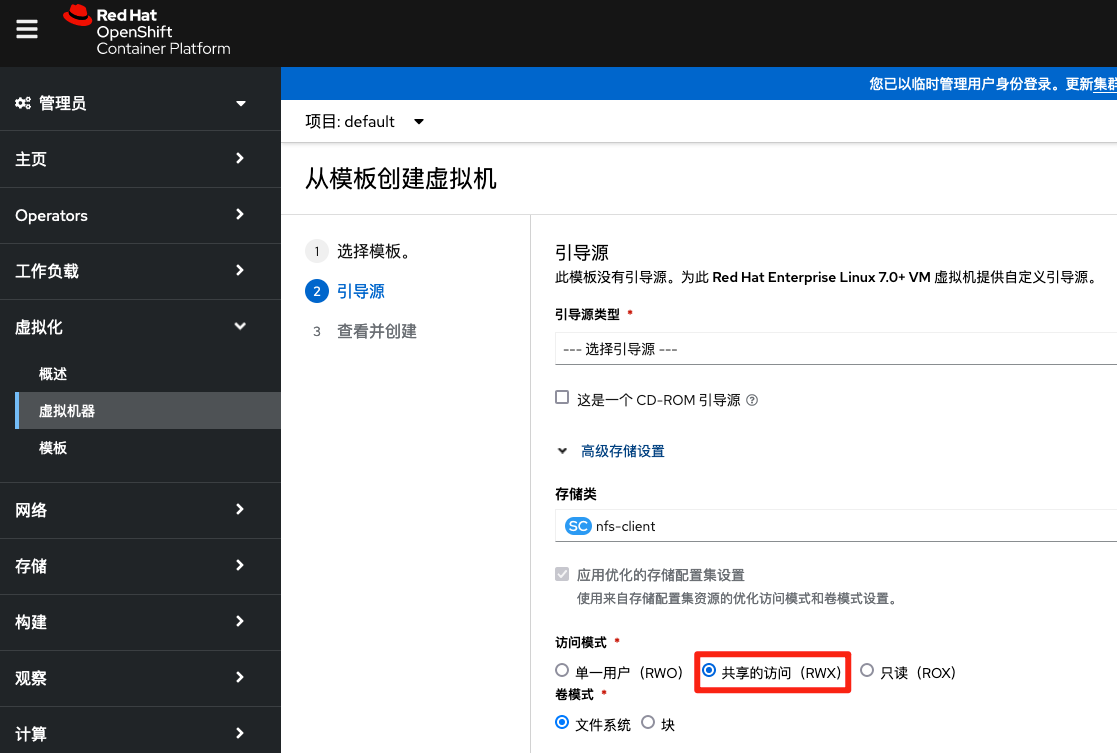 Red Hat
OpenShift
Container Platform
管理员
主页
Operators
工作负载
虚拟化
概述
虚拟机器
模板
网络
存储
构建
观察
计算
您已以临时管理用户身份登录。更新集群
项目: default
从模板创建虚拟机
1 选择模板。
2 引导源
3 查看并创建
引导源
此模板没有引导源。为此 Red Hat Enterprise Linux 7.0+ VM 虚拟机提供自定义引导源。
引导源类型 *
--- 选择引导源 ---
这是一个 CD-ROM 引导源
高级存储设置
存储类
SC nfs-client
应用优化的存储配置集设置
使用来自存储配置集资源的优化访问模式和卷模式设置。
访问模式 *
单一用户（RWO） 共享的访问（RWX） 只读（ROX）
卷模式 *
文件系统 块